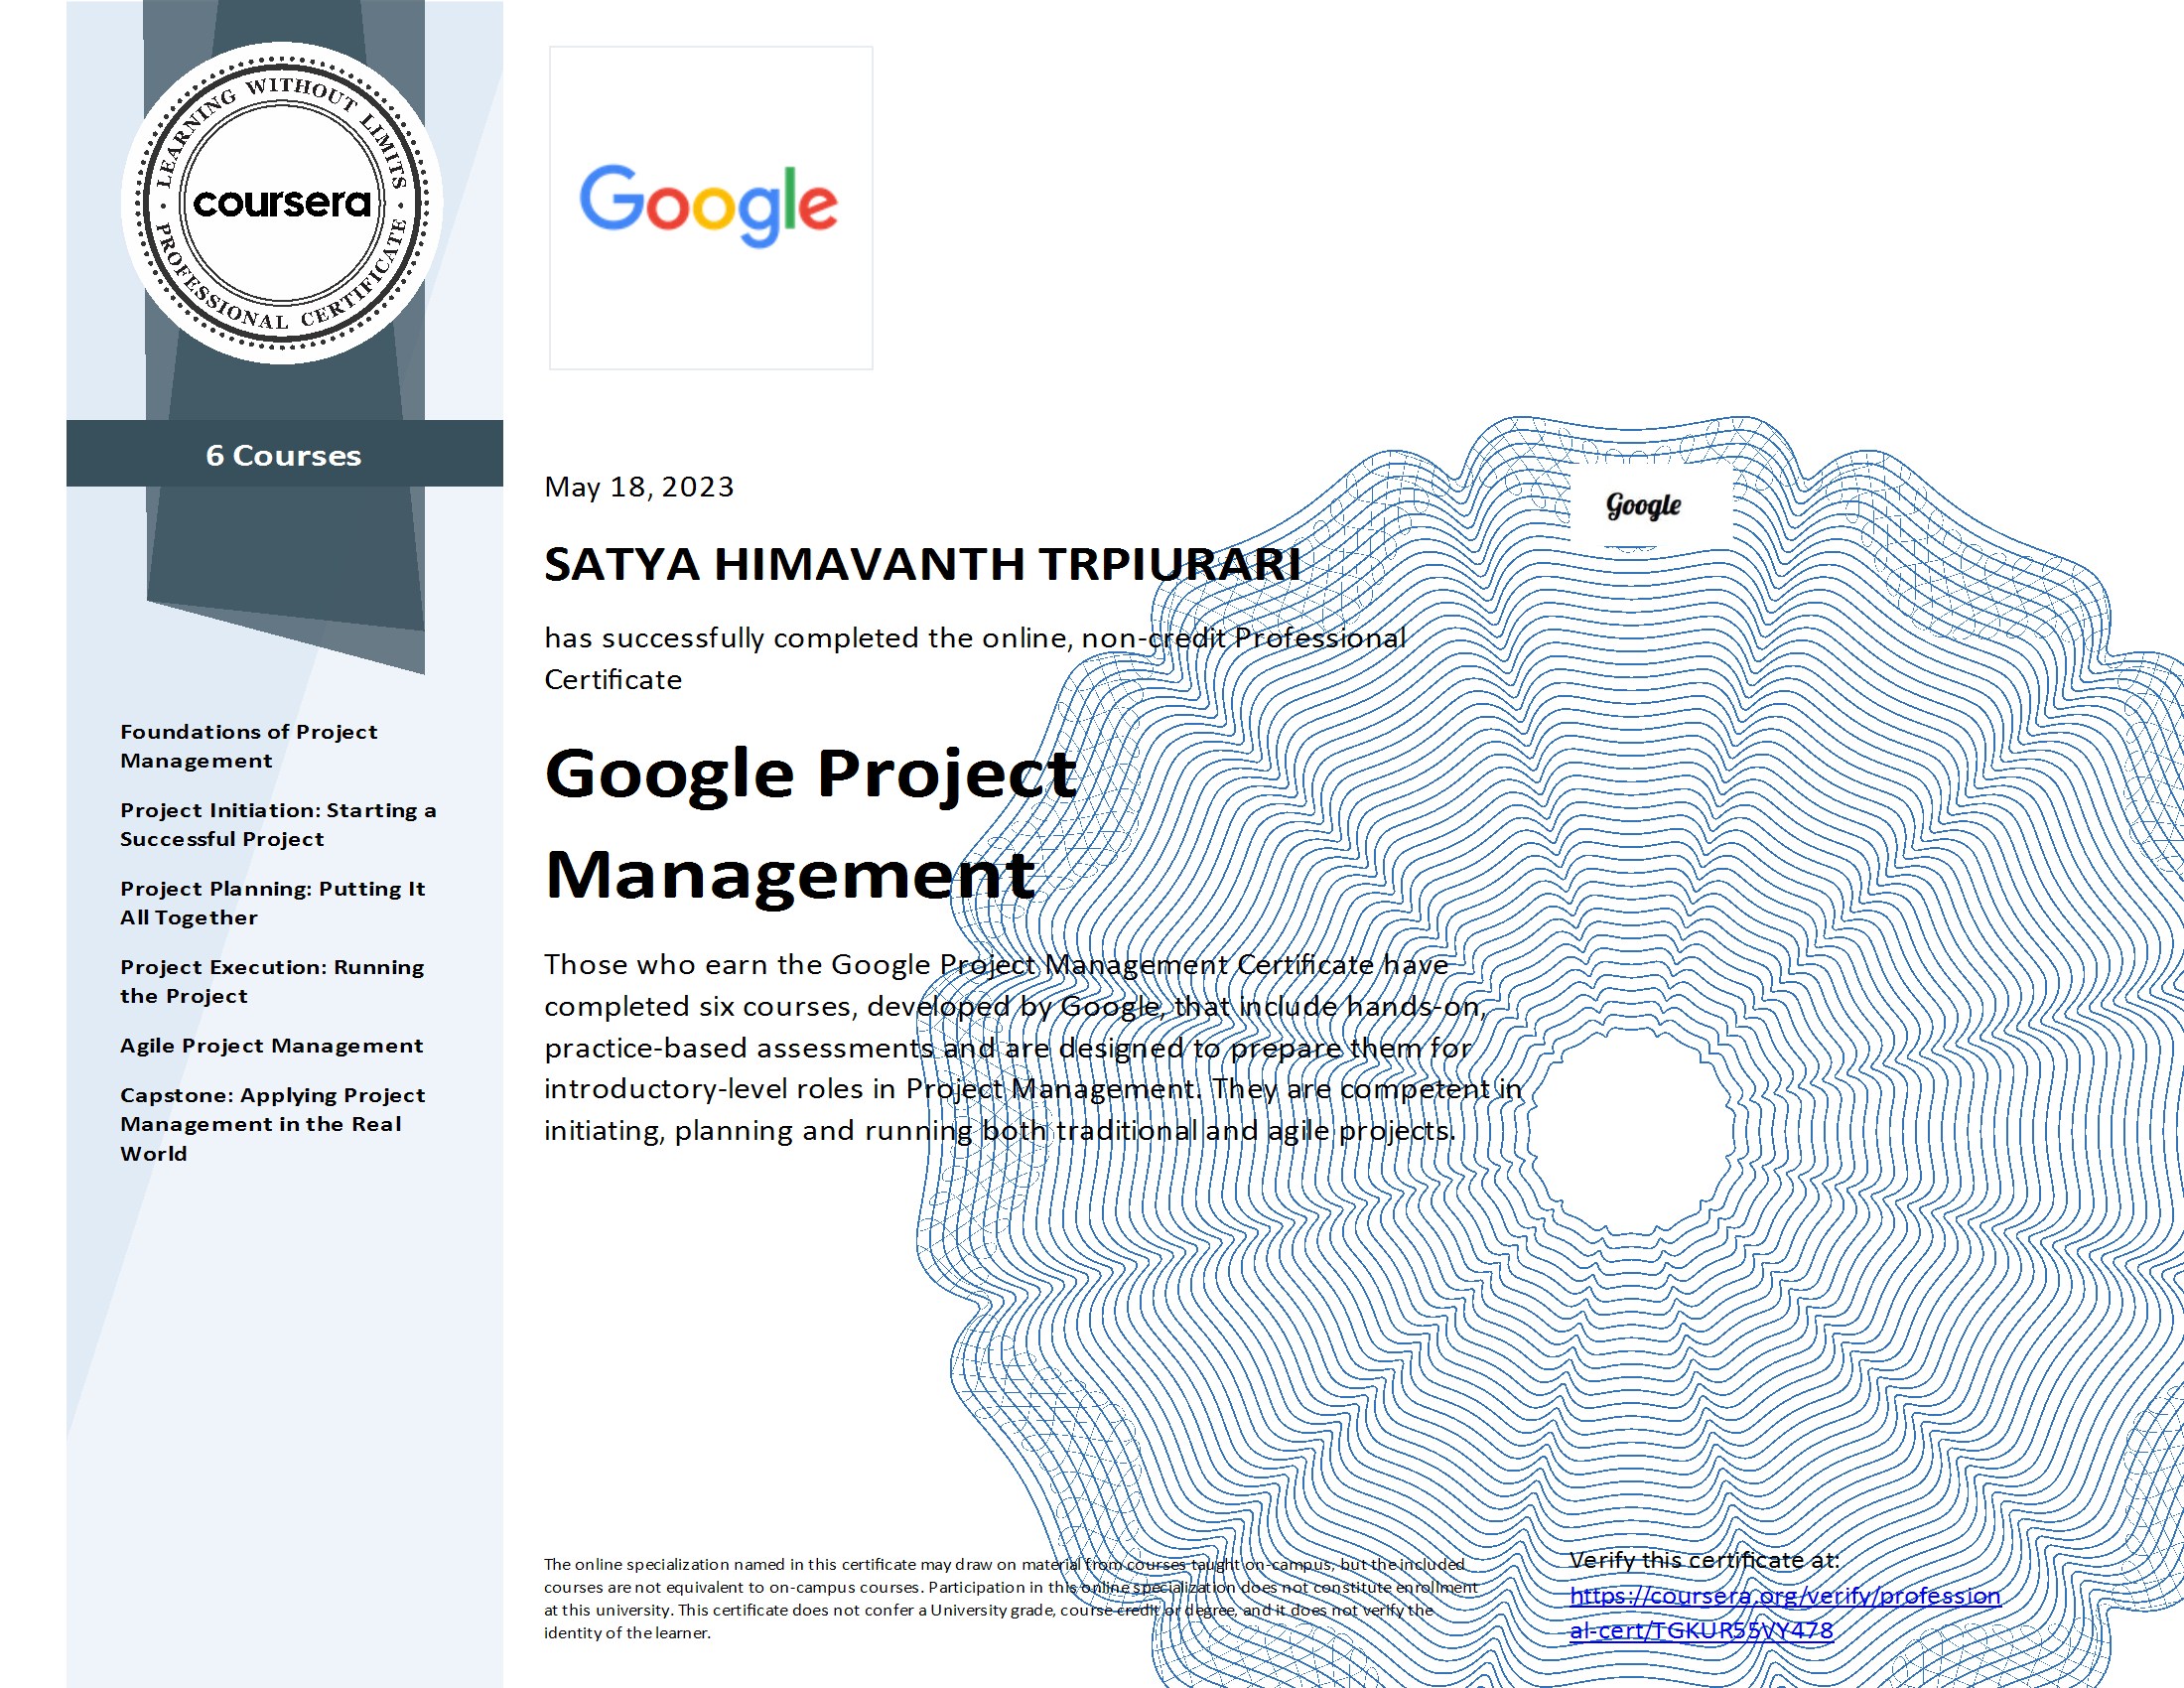 LEARNING WITHOUT LIMITS
coursera
PROFESSIONAL CERTIFICATE
6 Courses
Foundations of Project
Management
Project Initiation: Starting a
Successful Project
Project Planning: Putting It
All Together
Project Execution: Running
the Project
Agile Project Management
Capstone: Applying Project
Management in the Real
World
Google
May 18, 2023
Google
SATYA HIMAVANTH TRPIURARI
has successfully completed the online, non-credit Professional
Certificate
Google Project
Management
Those who earn the Google Project Management Certificate have
completed six courses, developed by Google, that include hands-on,
practice-based assessments and are designed to prepare them for
introductory-level roles in Project Management. They are competent in
initiating, planning and running both traditional and agile projects.
The online specialization named in this certificate may draw on material from courses taught on-campus, but the included
courses are not equivalent to on-campus courses. Participation in this online specialization does not constitute enrollment
at this university. This certificate does not confer a University grade, course credit or degree, and it does not verify the
identity of the learner.
Verify this certificate at:
https://coursera.org/verify/profession
al-cert/TGKUR55VY478